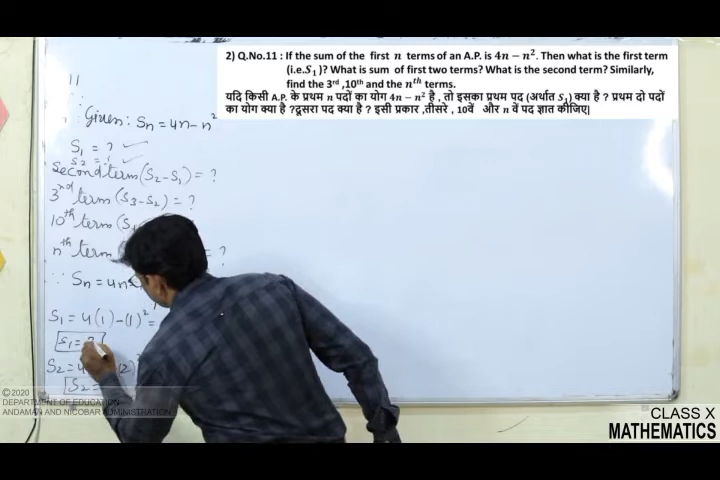 2) Q.No.11 : If the sum of the first n terms of an A.P. is 4n − n². Then what is the first term
(i.e.S₁ )? What is sum of first two terms? What is the second term? Similarly,
find the 3ʳᵈ ,10ᵗʰ and the nᵗʰ terms.
यदि किसी A.P. के प्रथम n पदों का योग 4n − n² है , तो इसका प्रथम पद (अर्थात S₁ ) क्या है ? प्रथम दो पदों
का योग क्या है ?दूसरा पद क्या है ? इसी प्रकार ,तीसरे , 10वें और n वें पद ज्ञात कीजिए|
11
Given: Sn = 4n − n²
S₁ = ?
S₂ = ?
Second term (S₂−S₁) = ?
3ʳᵈ term (S₃−S₂) = ?
10ᵗʰ term
nᵗʰ term = ?
∵ Sn = 4n
S₁ = 4(1) −(1)² =
S₁ =
S₂ =
S₂ =
©2020
DEPARTMENT OF EDUCATION
ANDAMAN AND NICOBAR ADMINISTRATION
CLASS X
MATHEMATICS